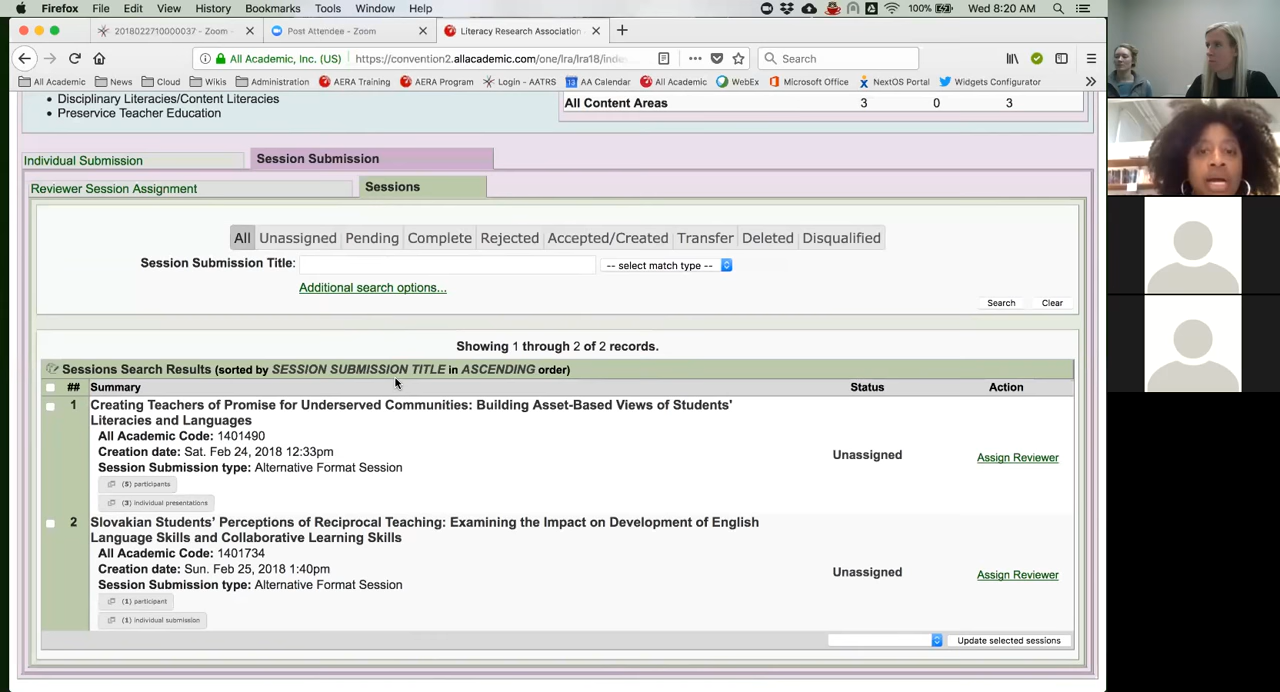 Firefox File Edit View History Bookmarks Tools Window Help 100% Wed 8:20 AM
2018022710000037 - Zoom Post Attendee - Zoom Literacy Research Association
All Academic, Inc. (US) https://convention2.allacademic.com/one/lra/lra18/inde Search
All Academic News Cloud Wikis Administration AERA Training AERA Program Login - AATRS AA Calendar All Academic WebEx Microsoft Office NextOS Portal Widgets Configurator
Disciplinary Literacies/Content Literacies
All Content Areas 3 0 3
Preservice Teacher Education
Individual Submission Session Submission
Reviewer Session Assignment Sessions
All Unassigned Pending Complete Rejected Accepted/Created Transfer Deleted Disqualified
Session Submission Title: -- select match type --
Additional search options...
Search Clear
Showing 1 through 2 of 2 records.
Sessions Search Results (sorted by SESSION SUBMISSION TITLE in ASCENDING order)
## Summary Status Action
1 Creating Teachers of Promise for Underserved Communities: Building Asset-Based Views of Students'
Literacies and Languages
All Academic Code: 1401490
Creation date: Sat. Feb 24, 2018 12:33pm
Unassigned Assign Reviewer
Session Submission type: Alternative Format Session
(5) participants
(3) individual presentations
2 Slovakian Students' Perceptions of Reciprocal Teaching: Examining the Impact on Development of English
Language Skills and Collaborative Learning Skills
All Academic Code: 1401734
Creation date: Sun. Feb 25, 2018 1:40pm
Unassigned Assign Reviewer
Session Submission type: Alternative Format Session
(1) participant
(1) individual submission
Update selected sessions